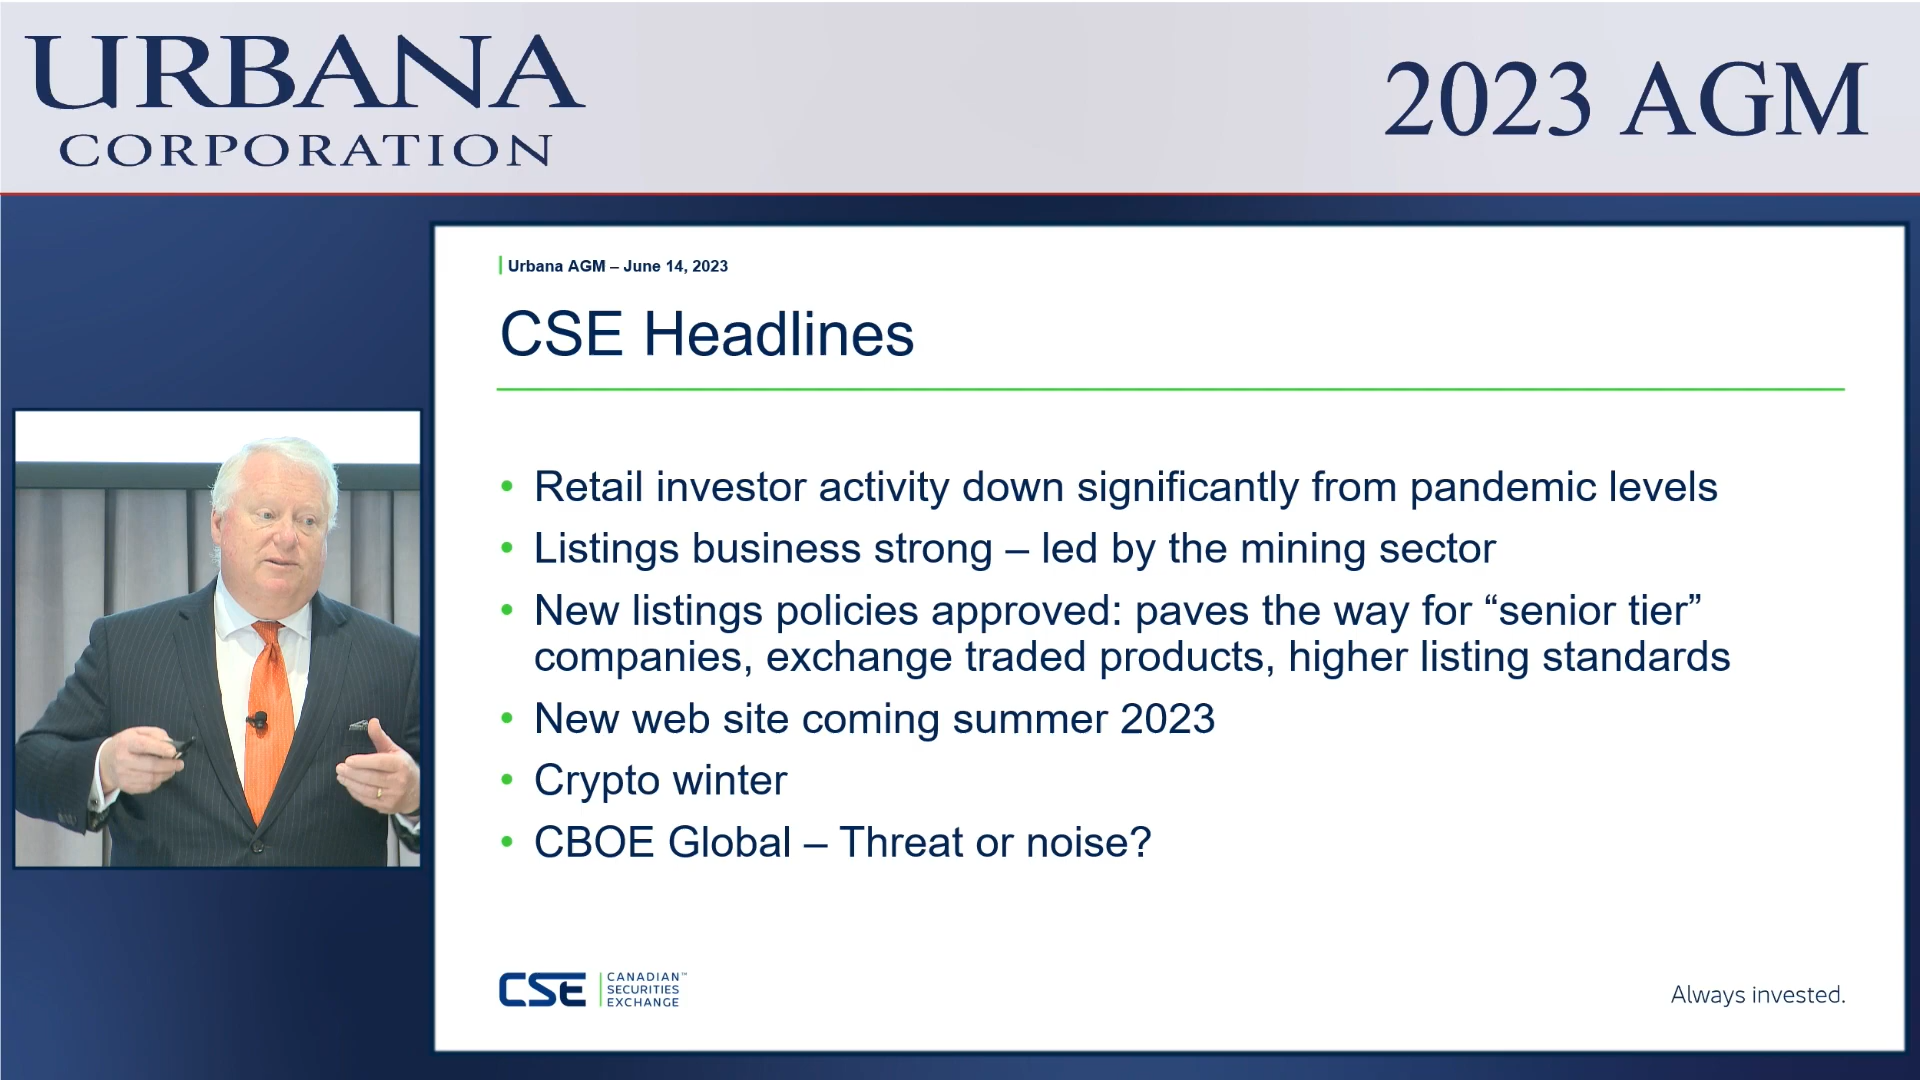 URBANA
CORPORATION
2023 AGM
Urbana AGM – June 14, 2023
CSE Headlines
• Retail investor activity down significantly from pandemic levels
• Listings business strong – led by the mining sector
• New listings policies approved: paves the way for “senior tier”
companies, exchange traded products, higher listing standards
• New web site coming summer 2023
• Crypto winter
• CBOE Global – Threat or noise?
CSE
CANADIAN™
SECURITIES
EXCHANGE
Always invested.